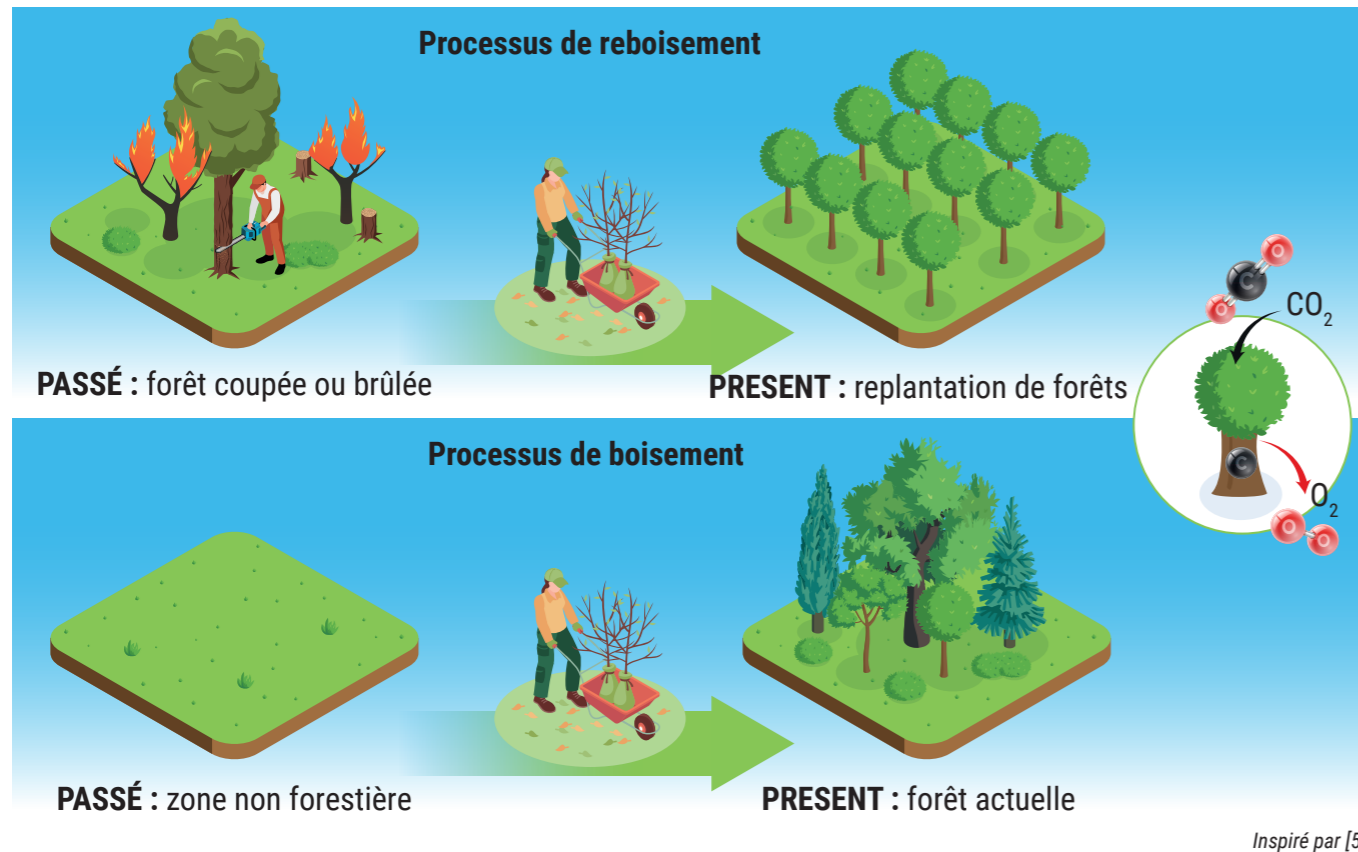 Processus de reboisement
PASSÉ : forêt coupée ou brûlée
PRESENT : replantation de forêts
O
C
O
CO₂
C
O₂
O
O
Processus de boisement
PASSÉ : zone non forestière
PRESENT : forêt actuelle
Inspiré par [5